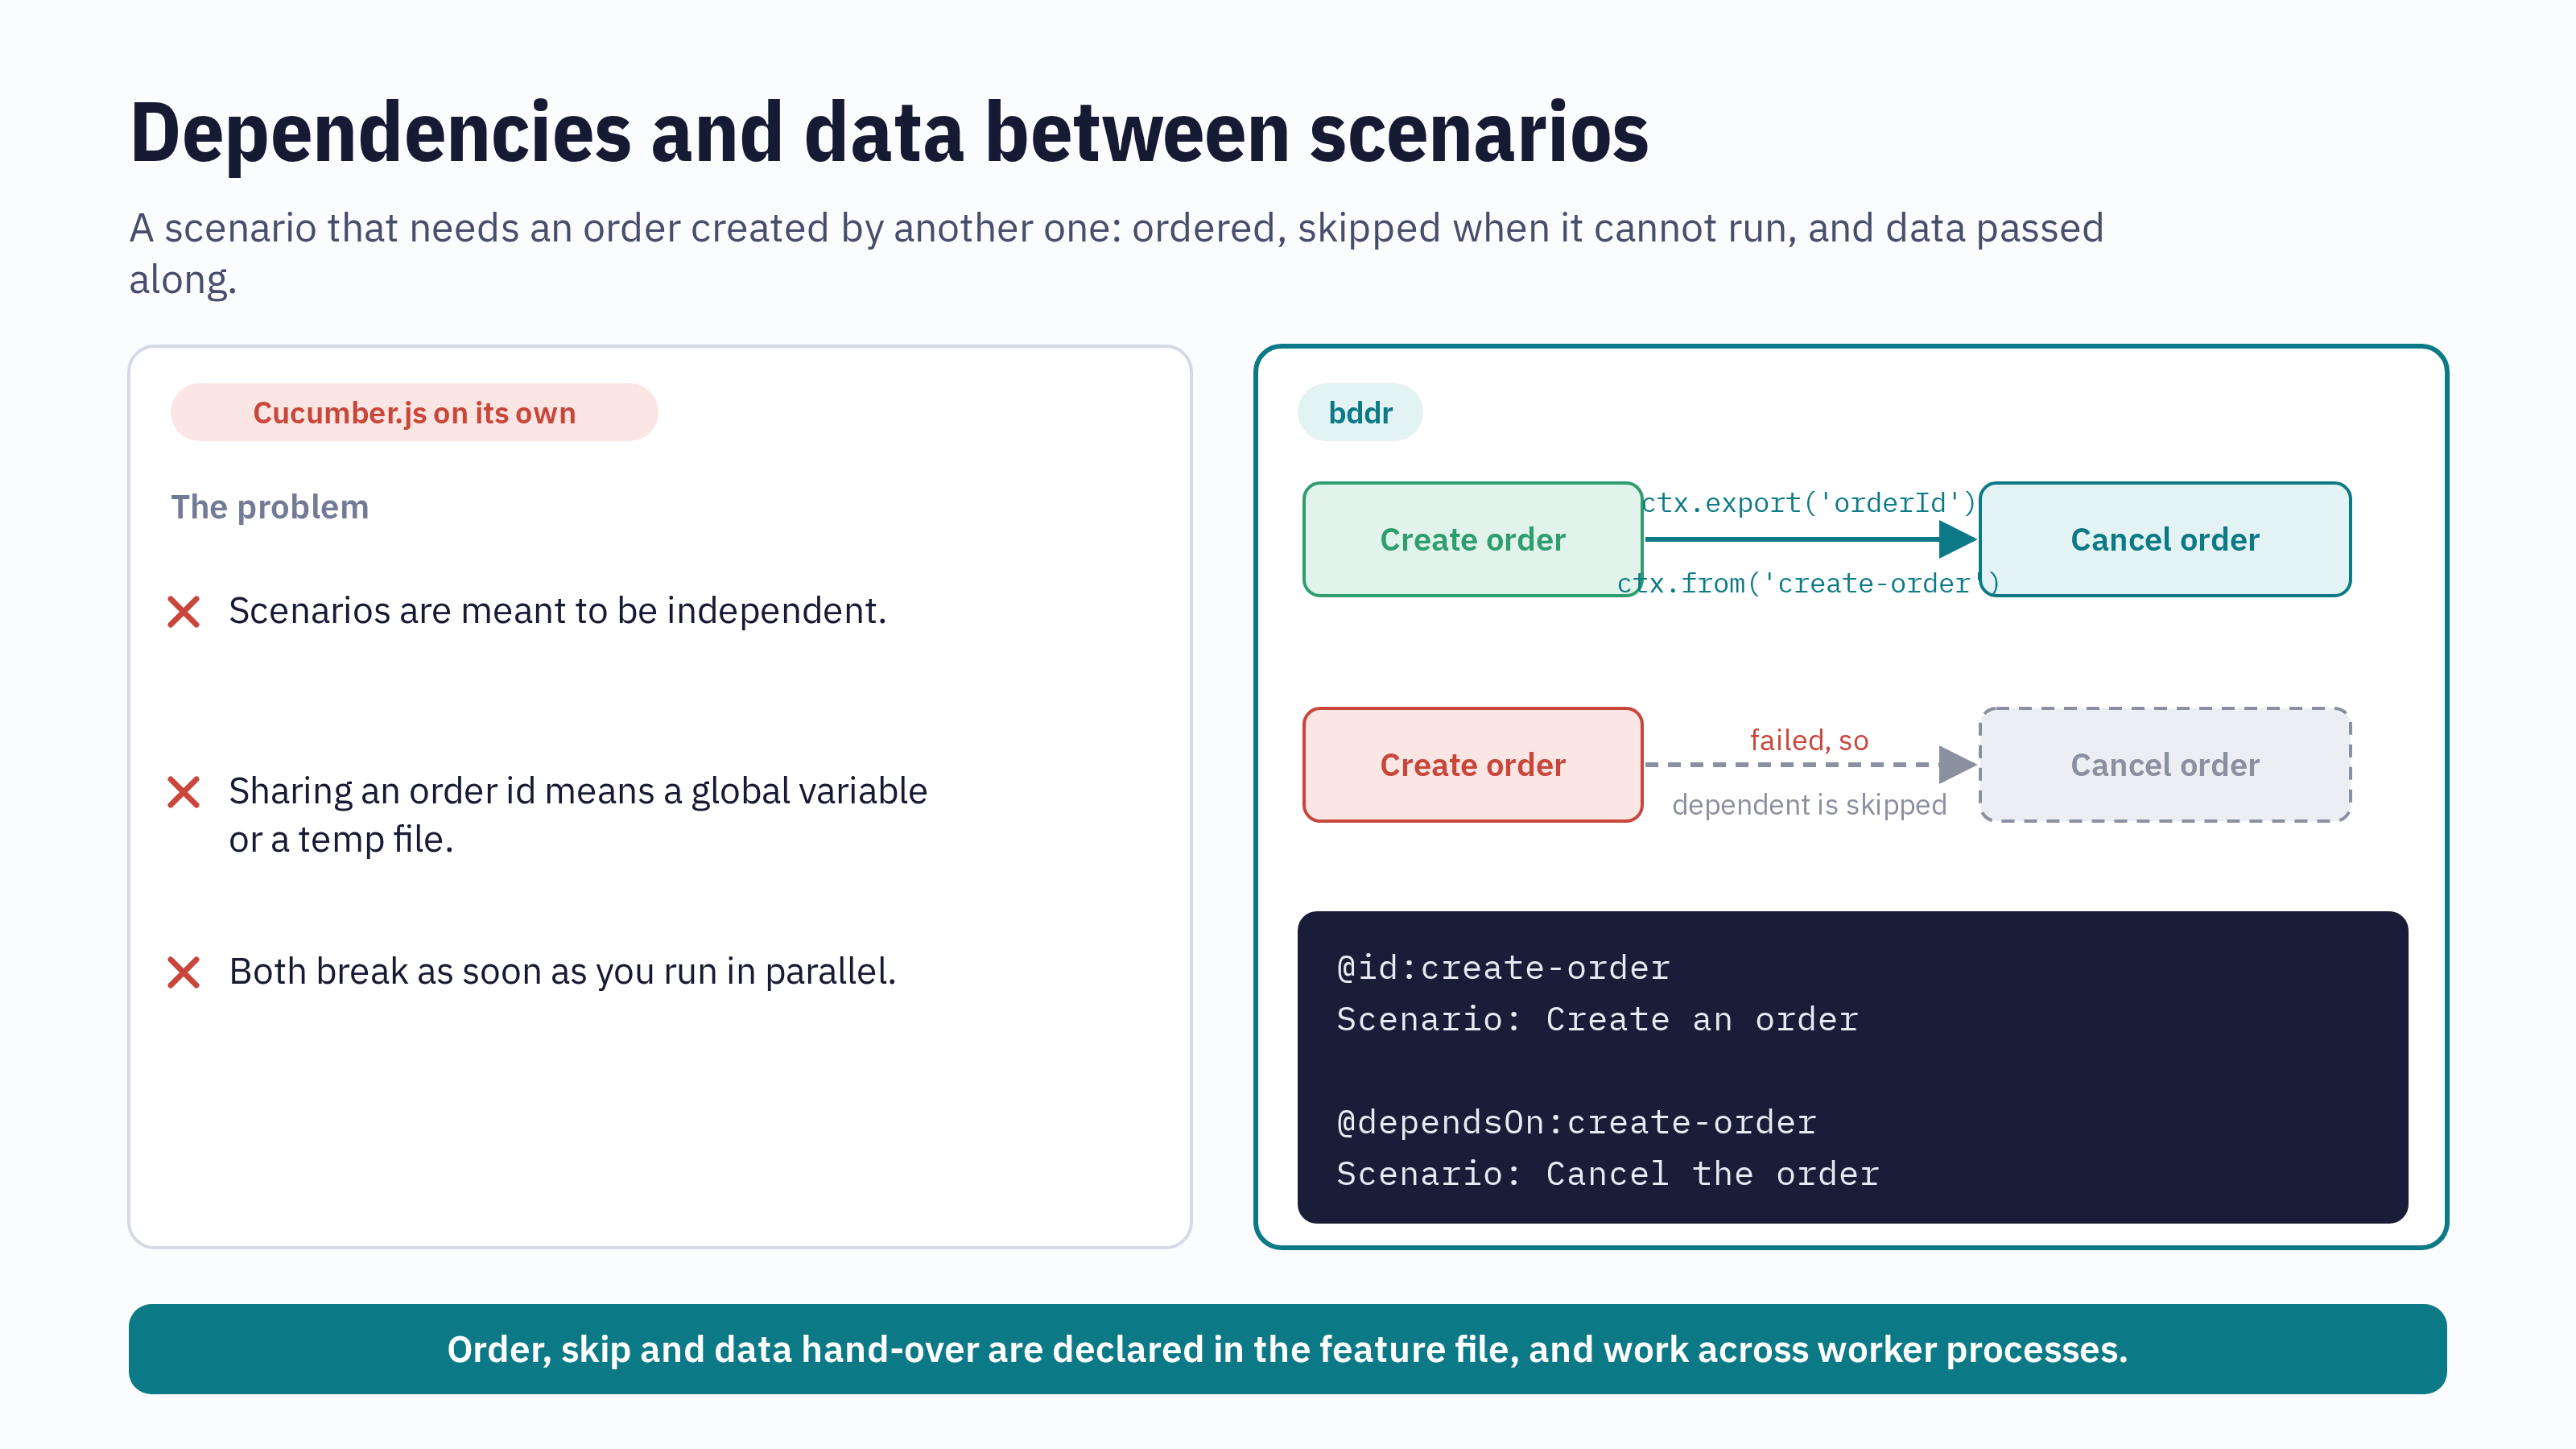 Dependencies and data between scenarios
A scenario that needs an order created by another one: ordered, skipped when it cannot run, and data passed
along.
Cucumber.js on its own
The problem
Scenarios are meant to be independent.
Sharing an order id means a global variable
or a temp file.
Both break as soon as you run in parallel.
bddr
Create order
ctx.export('orderId')
ctx.from('create-order')
Cancel order
Create order
failed, so
dependent is skipped
Cancel order
@id:create-order
Scenario: Create an order
@dependsOn:create-order
Scenario: Cancel the order
Order, skip and data hand-over are declared in the feature file, and work across worker processes.